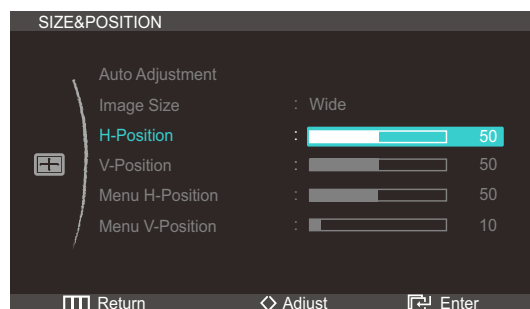 SIZE&POSITION
Auto Adjustment
Image Size : Wide
H-Position : 50
V-Position : 50
Menu H-Position : 50
Menu V-Position : 10
Return Adjust Enter